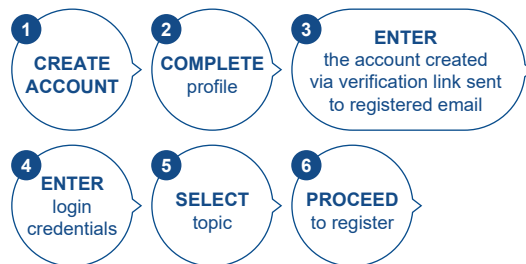 1
CREATE
ACCOUNT
2
COMPLETE
profile
3
ENTER
the account created
via verification link sent
to registered email
4
ENTER
login
credentials
5
SELECT
topic
6
PROCEED
to register